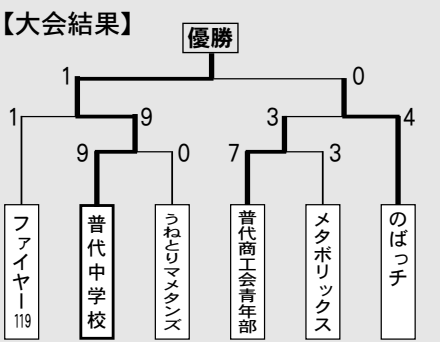 【大会結果】
優勝
1
0
1
9
3
4
9
0
7
3
ファイヤー119
普代中学校
うねとりマメタンズ
普代商工会青年部
メタボリックス
のばっチ